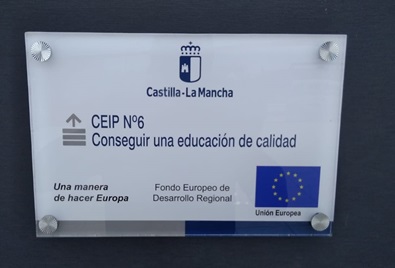 Castilla-La Mancha
CEIP Nº6
Conseguir una educación de calidad
Una manera
de hacer Europa
Fondo Europeo de
Desarrollo Regional
Unión Europea